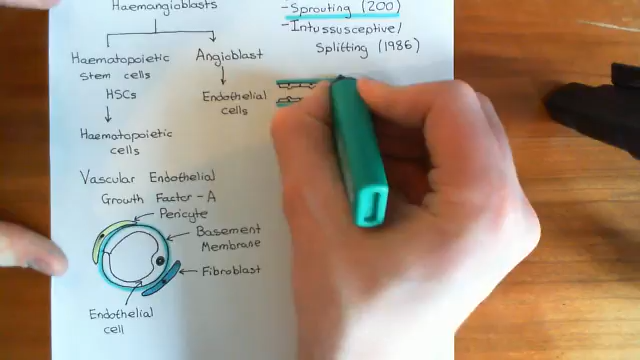 Haemangioblasts
-Sprouting (200)
-Intussusceptive/
Splitting (1986)
Haematopoietic
stem cells
HSCs
Haematopoietic
cells
Angioblast
Endothelial
cells
Vascular Endothelial
Growth Factor -A
Pericyte
Basement
Membrane
Fibroblast
Endothelial
cell